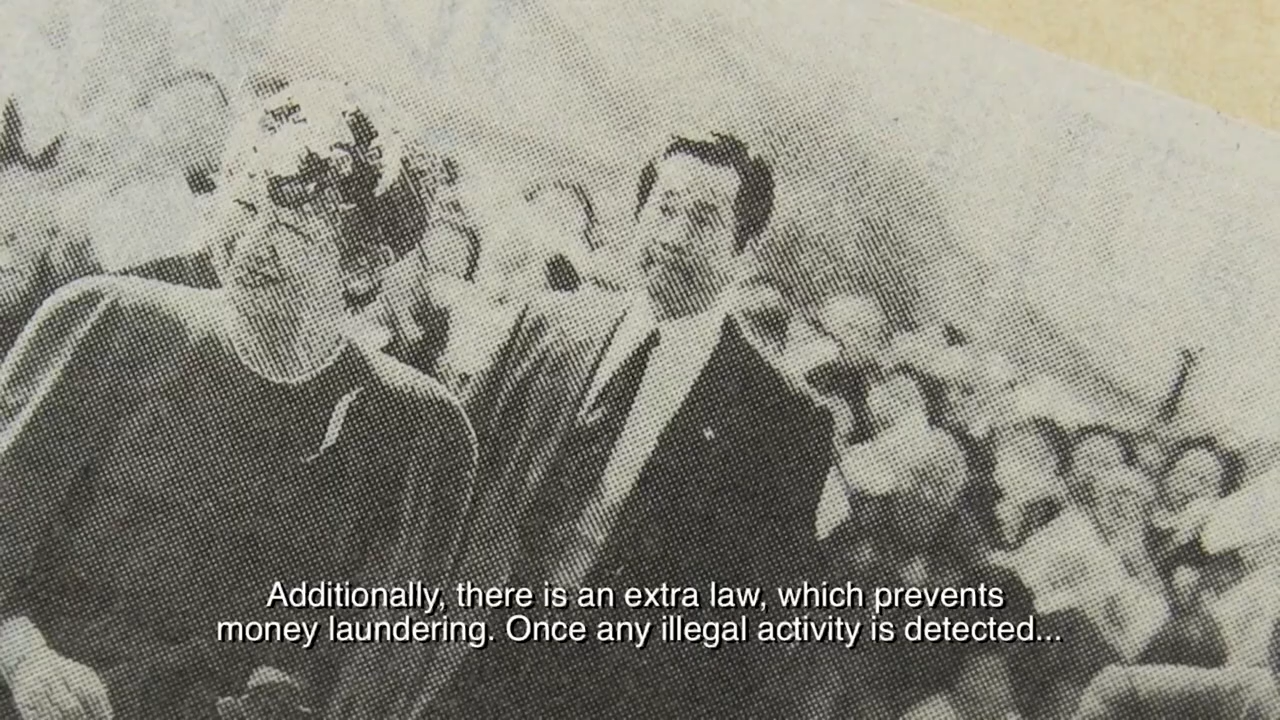 Additionally, there is an extra law, which prevents
money laundering. Once any illegal activity is detected...